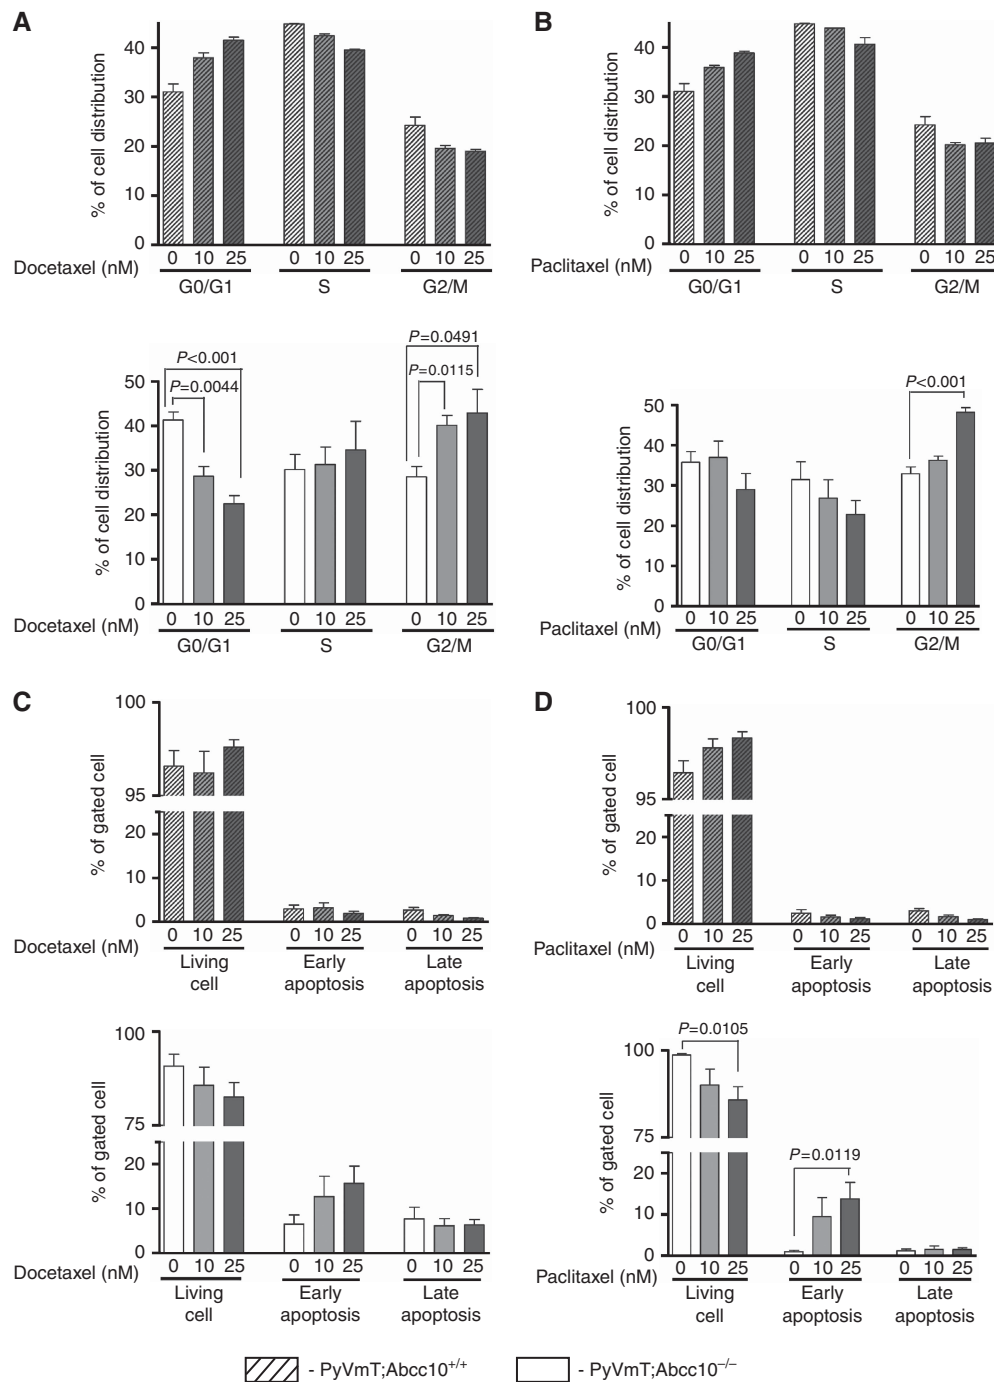 A
B
% of cell distribution
40
30
20
10
0
0 10 25 0 10 25 0 10 25
Docetaxel (nM)
G0/G1 S G2/M
% of cell distribution
40
30
20
10
0
0 10 25 0 10 25 0 10 25
Paclitaxel (nM)
G0/G1 S G2/M
P=0.0491
P<0.001
P=0.0115
P=0.0044
% of cell distribution
50
40
30
20
10
0
0 10 25 0 10 25 0 10 25
Docetaxel (nM)
G0/G1 S G2/M
P<0.001
% of cell distribution
50
40
30
20
10
0
0 10 25 0 10 25 0 10 25
Paclitaxel (nM)
G0/G1 S G2/M
C
D
% of gated cell
100
95
20
10
0
0 10 25 0 10 25 0 10 25
Docetaxel (nM)
Living Early Late
cell apoptosis apoptosis
% of gated cell
100
95
20
10
0
0 10 25 0 10 25 0 10 25
Paclitaxel (nM)
Living Early Late
cell apoptosis apoptosis
% of gated cell
100
75
20
10
0
0 10 25 0 10 25 0 10 25
Docetaxel (nM)
Living Early Late
cell apoptosis apoptosis
P=0.0105
P=0.0119
% of gated cell
100
75
20
10
0
0 10 25 0 10 25 0 10 25
Paclitaxel (nM)
Living Early Late
cell apoptosis apoptosis
- PyVmT;Abcc10+/+ - PyVmT;Abcc10−/−